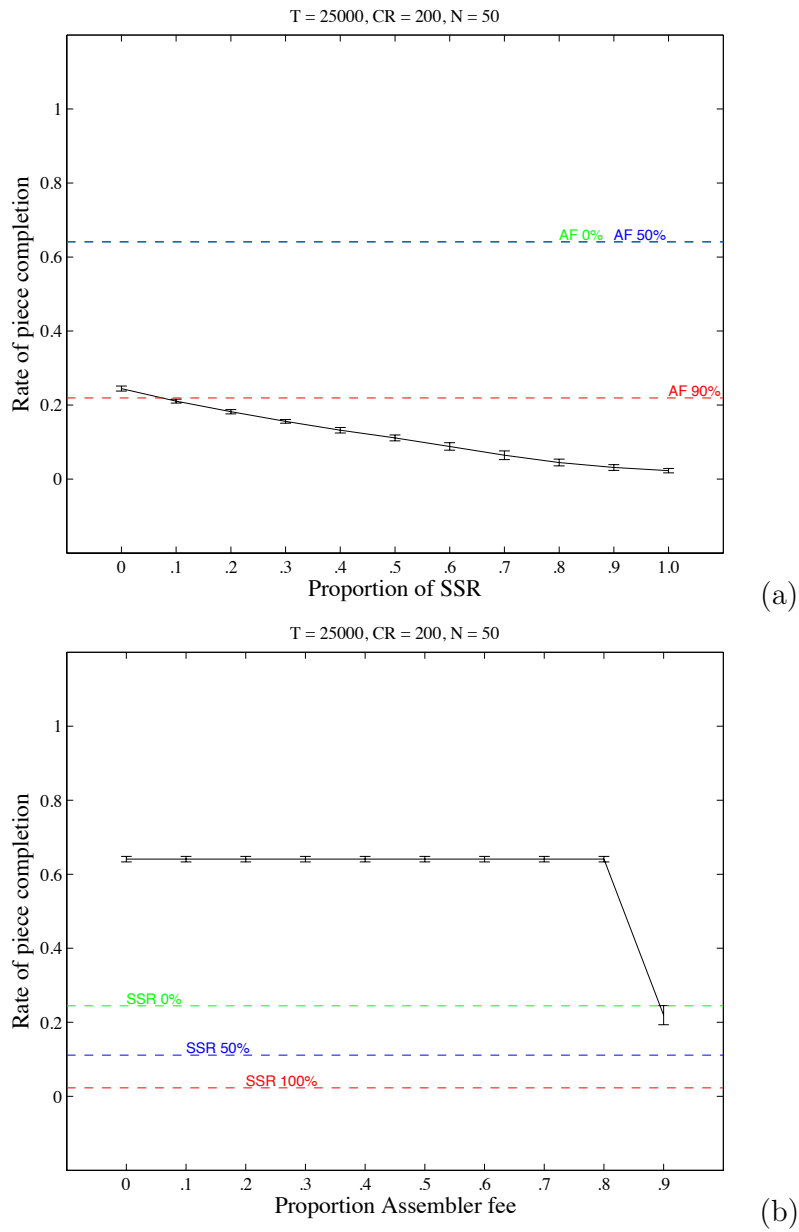 T = 25000, CR = 200, N = 50
1
0.8
0.6
0.4
0.2
0
Rate of piece completion
AF 0% AF 50%
AF 90%
0 .1 .2 .3 .4 .5 .6 .7 .8 .9 1.0
Proportion of SSR
(a)
T = 25000, CR = 200, N = 50
1
0.8
0.6
0.4
0.2
0
Rate of piece completion
SSR 0%
SSR 50%
SSR 100%
0 .1 .2 .3 .4 .5 .6 .7 .8 .9
Proportion Assembler fee
(b)